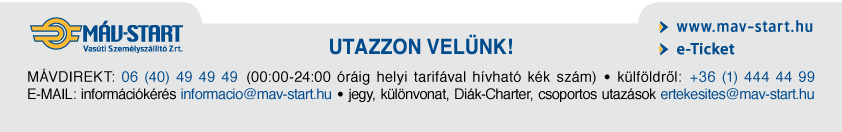 MÁV-START
Vasúti Személyszállító Zrt.
UTAZZON VELÜNK!
www.mav-start.hu
e-Ticket
MÁVDIREKT: 06 (40) 49 49 49 (00:00-24:00 óráig helyi tarifával hívható kék szám) • külföldről: +36 (1) 444 44 99
E-MAIL: információkérés informacio@mav-start.hu • jegy, különvonat, Diák-Charter, csoportos utazások ertekesites@mav-start.hu